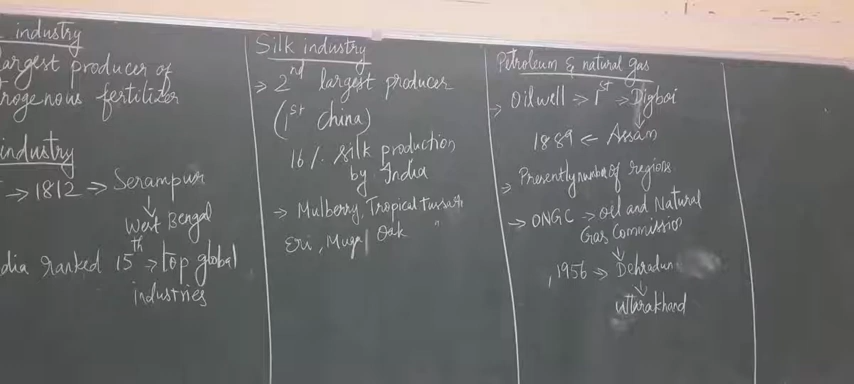 industry
largest producer of
rogenous fertilizer
industry
→ 1812 → Serampur
↓
West Bengal
dia ranked 15th → top global
industries
Silk industry
→ 2nd largest producer
(1st China)
16% silk production
by India
→ Mulberry, Tropical Tussar
Eri, Muga, Oak "
Petroleum & natural gas
→ Oil well → 1st → Digboi
↓
1889 ← Assam
→ Presently number of regions
→ ONGC → Oil and Natural
Gas Commission
↓
1956 → Dehradun
↓
Uttarakhand